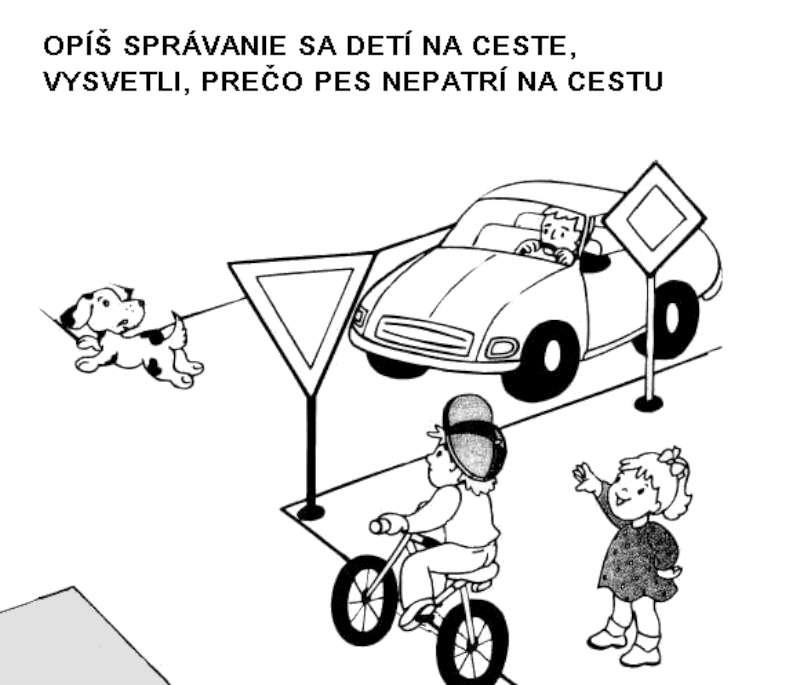 OPÍŠ SPRÁVANIE SA DETÍ NA CESTE,
VYSVETLI, PREČO PES NEPATRÍ NA CESTU